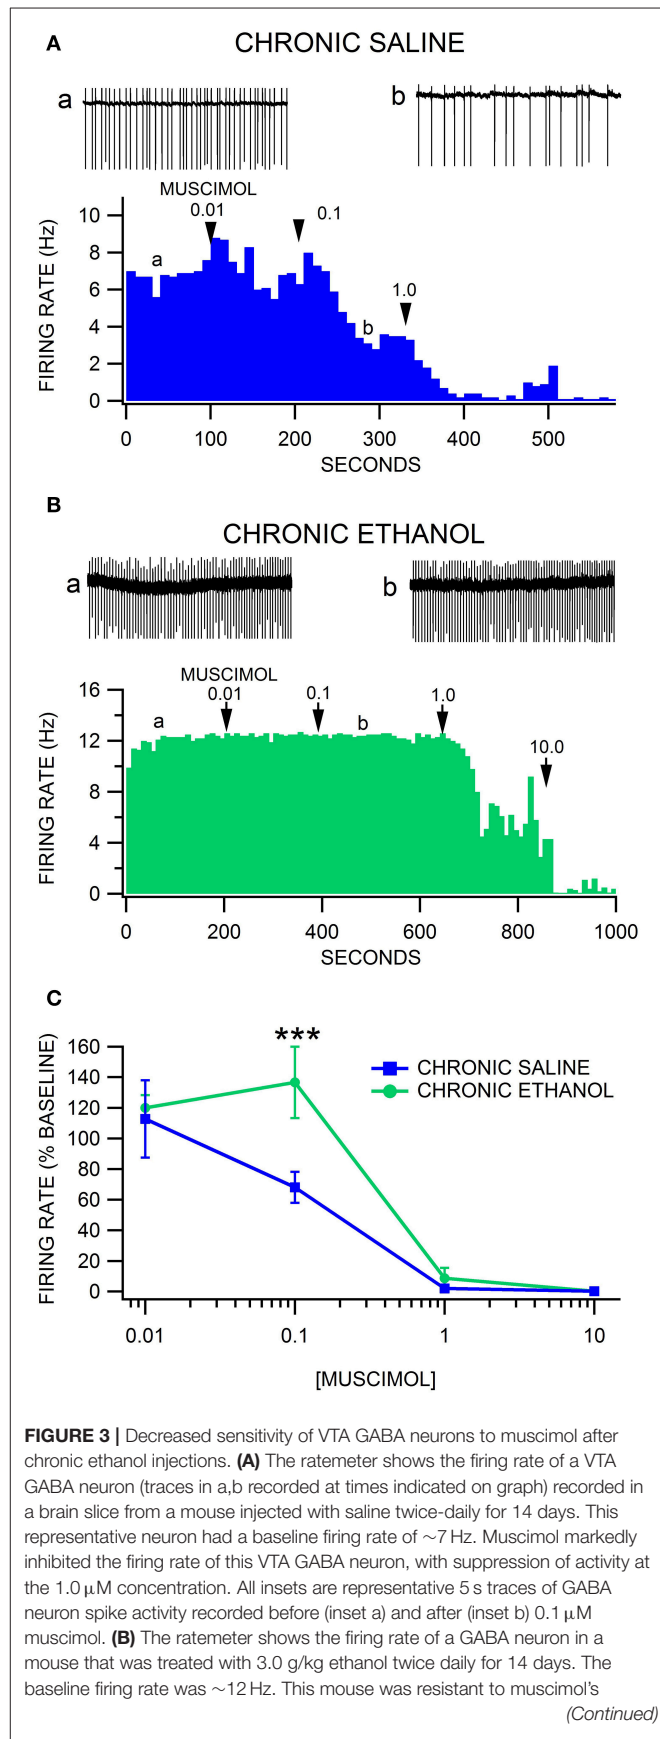 A
CHRONIC SALINE
a
b
MUSCIMOL
0.01
0.1
1.0
a
b
10
8
6
4
2
0
FIRING RATE (Hz)
0 100 200 300 400 500
SECONDS
B
CHRONIC ETHANOL
a
b
MUSCIMOL
0.01
0.1
1.0
10.0
a
b
16
12
8
4
0
FIRING RATE (Hz)
0 200 400 600 800 1000
SECONDS
C
***
CHRONIC SALINE
CHRONIC ETHANOL
160
140
120
100
80
60
40
20
0
FIRING RATE (% BASELINE)
0.01 0.1 1 10
[MUSCIMOL]
FIGURE 3 | Decreased sensitivity of VTA GABA neurons to muscimol after
chronic ethanol injections. (A) The ratemeter shows the firing rate of a VTA
GABA neuron (traces in a,b recorded at times indicated on graph) recorded in
a brain slice from a mouse injected with saline twice-daily for 14 days. This
representative neuron had a baseline firing rate of ∼7 Hz. Muscimol markedly
inhibited the firing rate of this VTA GABA neuron, with suppression of activity at
the 1.0 μM concentration. All insets are representative 5 s traces of GABA
neuron spike activity recorded before (inset a) and after (inset b) 0.1 μM
muscimol. (B) The ratemeter shows the firing rate of a GABA neuron in a
mouse that was treated with 3.0 g/kg ethanol twice daily for 14 days. The
baseline firing rate was ∼12 Hz. This mouse was resistant to muscimol's
(Continued)